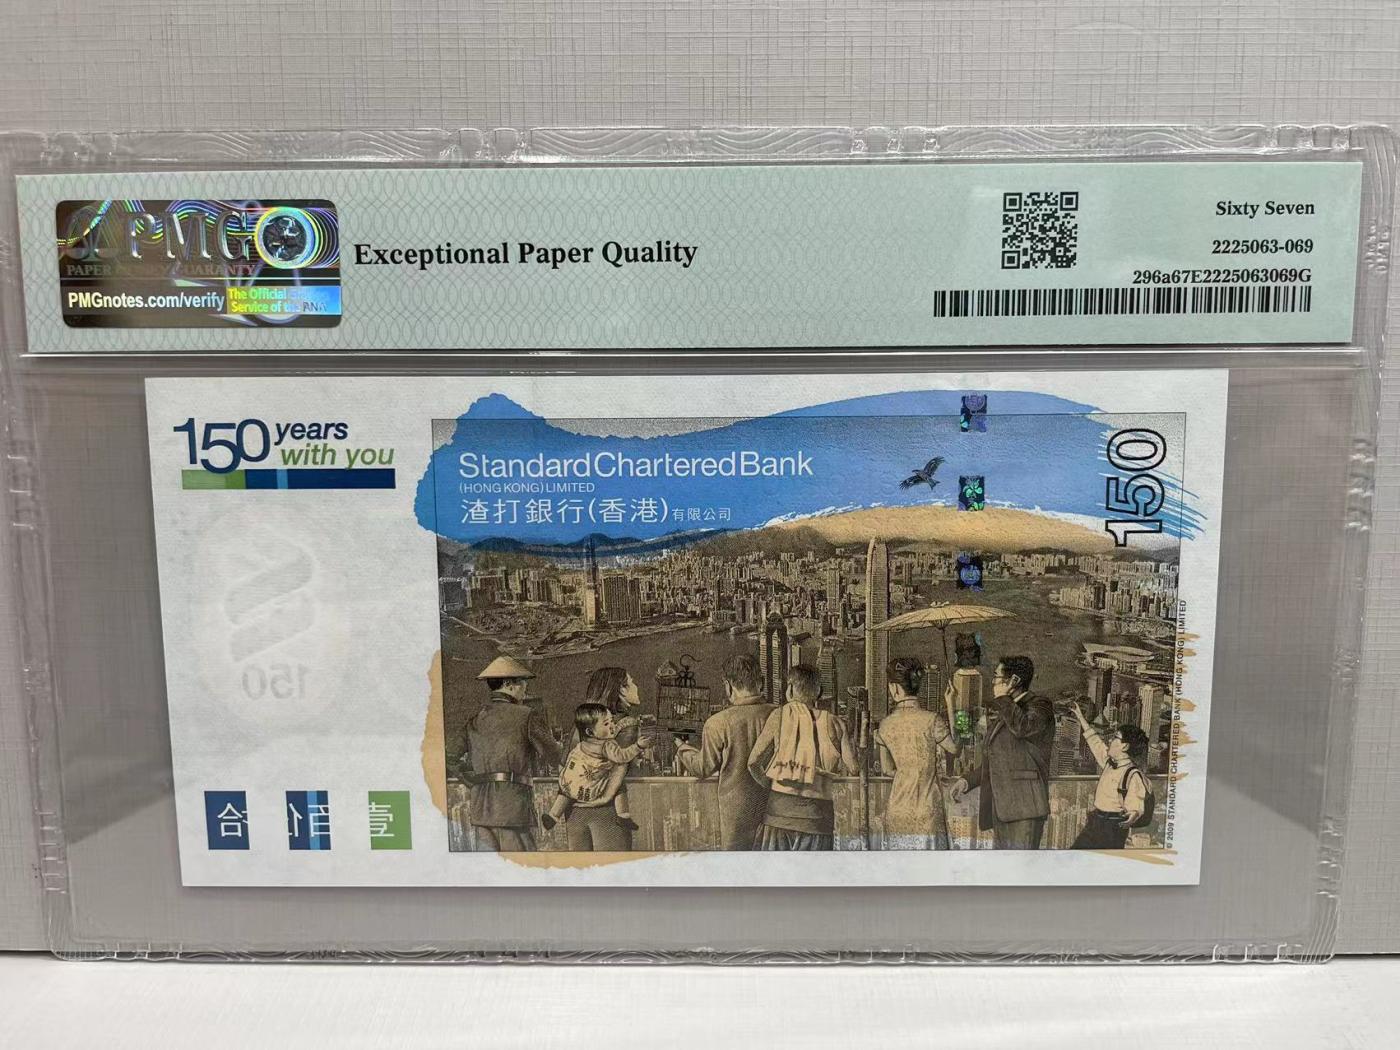 PMG
PAPER MONEY GUARANTY
PMGnotes.com/verify
The Official
Service of the ANA
Exceptional Paper Quality
Sixty Seven
2225063-069
296a67E2225063069G
150 years
with you
Standard Chartered Bank
(HONG KONG) LIMITED
渣打銀行(香港)有限公司
150
150
壹
© 2009 STANDARD CHARTERED BANK (HONG KONG) LIMITED